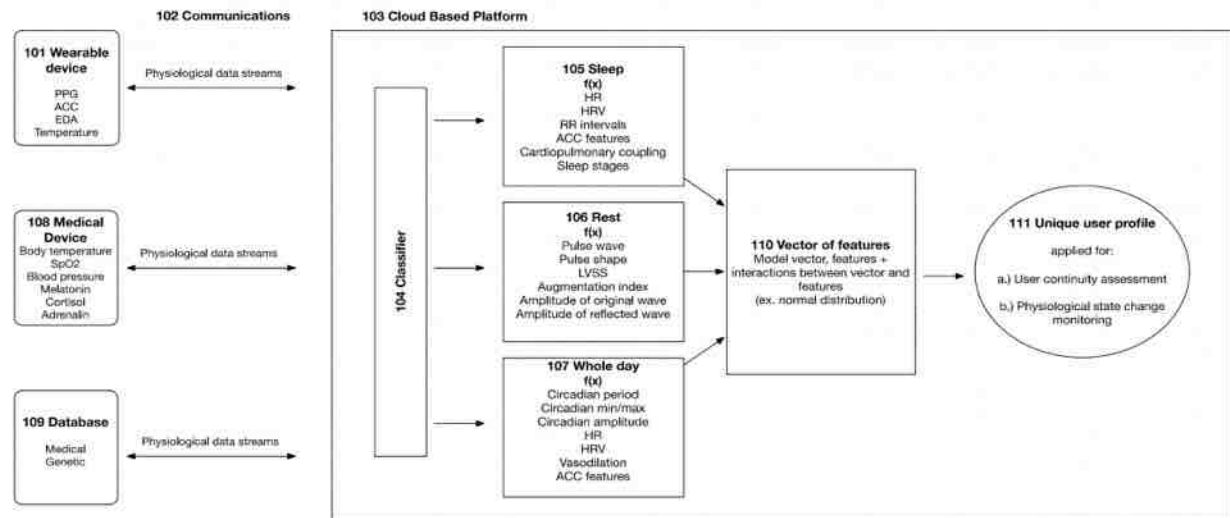 102 Communications
103 Cloud Based Platform
101 Wearable
device
PPG
ACC
EDA
Temperature
Physiological data streams
108 Medical
Device
Body temperature
SpO2
Blood pressure
Melatonin
Cortisol
Adrenalin
Physiological data streams
109 Database
Medical
Genetic
Physiological data streams
104 Classifier
105 Sleep
f(x)
HR
HRV
RR intervals
ACC features
Cardiopulmonary coupling
Sleep stages
106 Rest
f(x)
Pulse wave
Pulse shape
LVSS
Augmentation index
Amplitude of original wave
Amplitude of reflected wave
107 Whole day
f(x)
Circadian period
Circadian min/max
Circadian amplitude
HR
HRV
Vasodilation
ACC features
110 Vector of features
Model vector, features +
interactions between vector and
features
(ex. normal distribution)
111 Unique user profile
applied for:
a.) User continuity assessment
b.) Physiological state change
monitoring